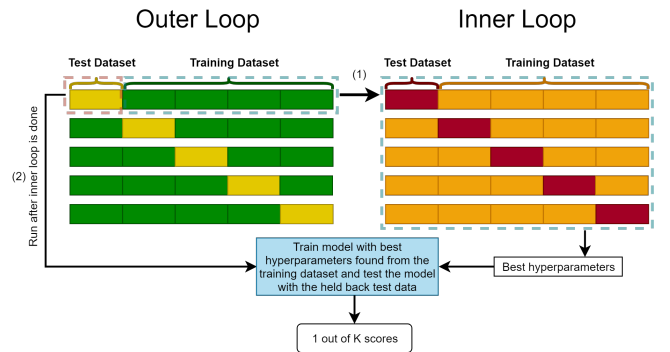 Outer Loop
Inner Loop
Test Dataset
Training Dataset
(1)
Test Dataset
Training Dataset
(2)
Run after inner loop is done
Train model with best
hyperparameters found from the
training dataset and test the model
with the held back test data
Best hyperparameters
1 out of K scores